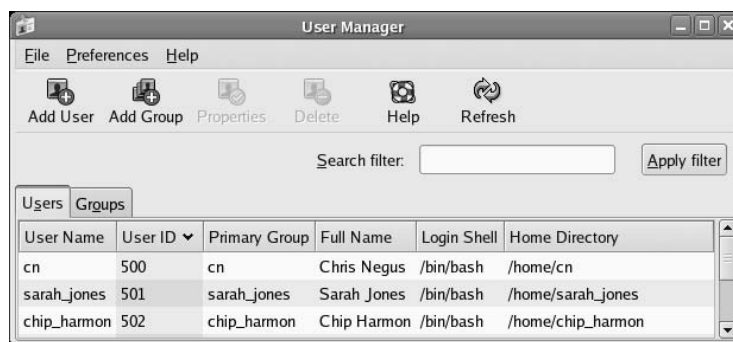 User Manager
File Preferences Help
Add User Add Group Properties Delete Help Refresh
Search filter: Apply filter
Users Groups
User Name User ID Primary Group Full Name Login Shell Home Directory
cn 500 cn Chris Negus /bin/bash /home/cn
sarah_jones 501 sarah_jones Sarah Jones /bin/bash /home/sarah_jones
chip_harmon 502 chip_harmon Chip Harmon /bin/bash /home/chip_harmon